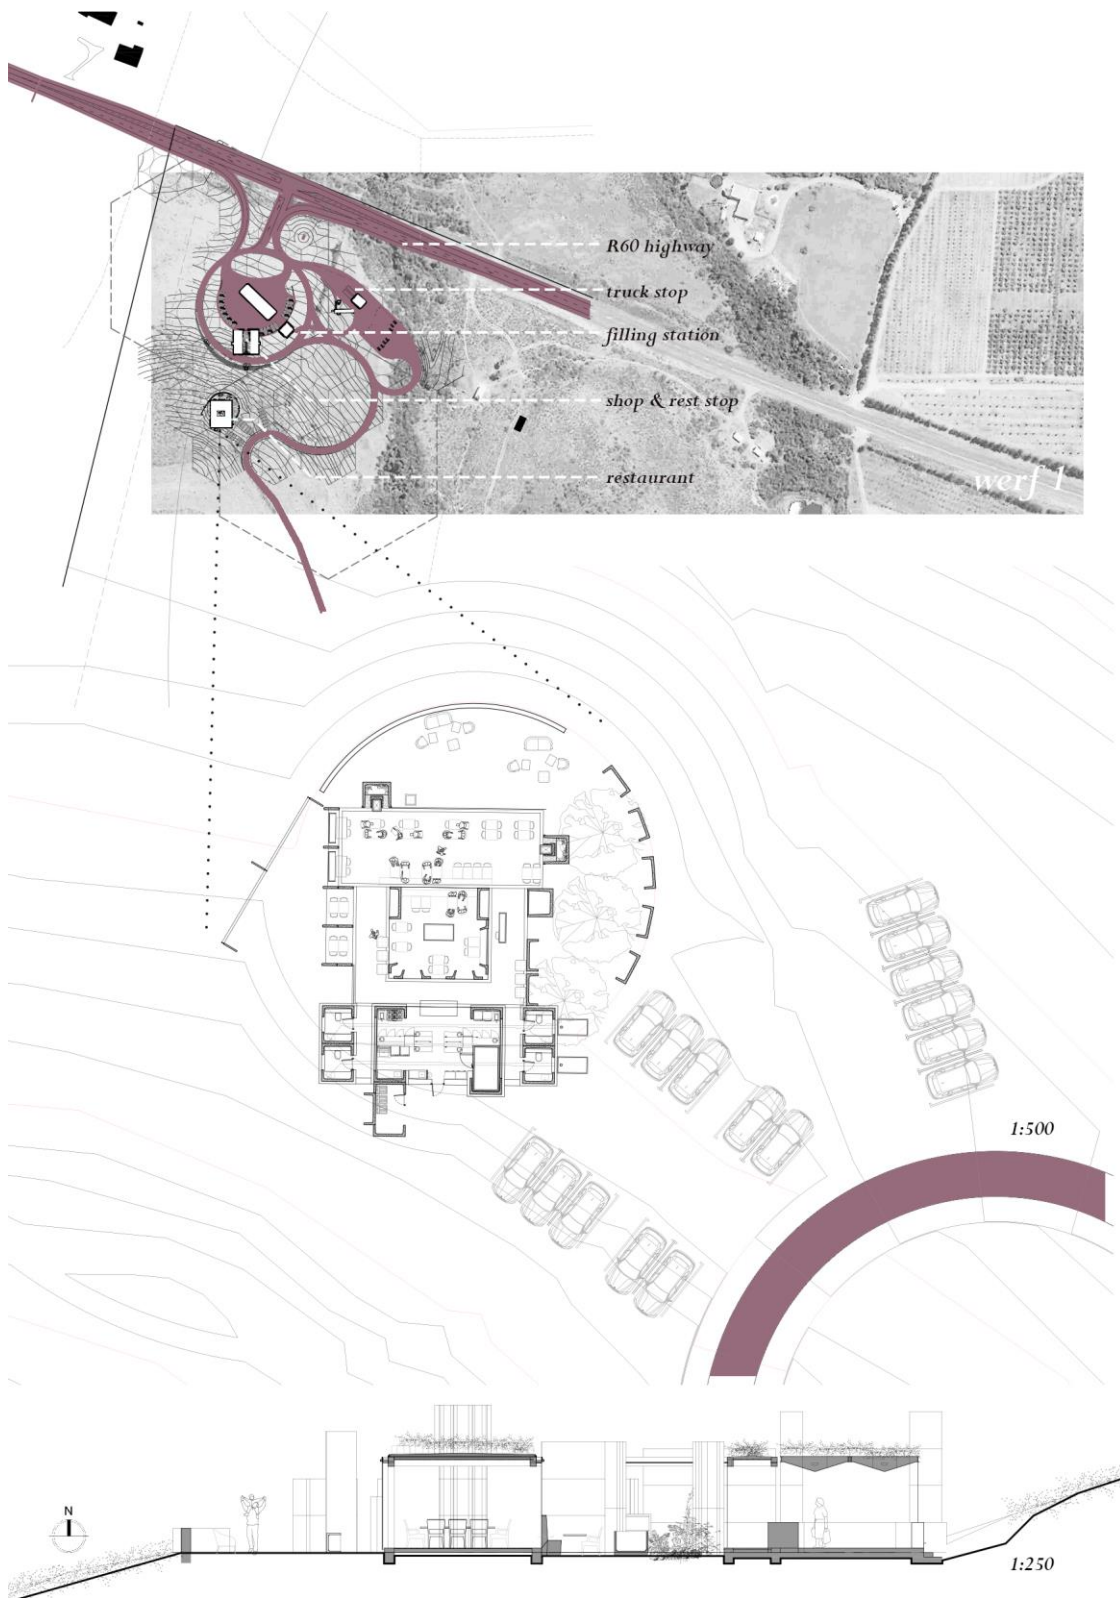 R60 highway
truck stop
filling station
shop & rest stop
restaurant
werf 1
1:500
N
1:250